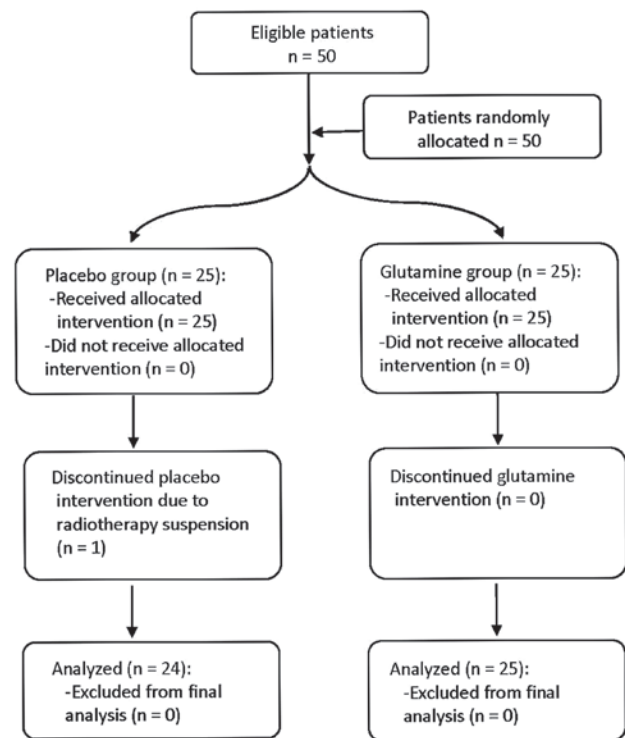 Eligible patients
n = 50
Patients randomly
allocated n = 50
Placebo group (n = 25):
-Received allocated
intervention (n = 25)
-Did not receive allocated
intervention (n = 0)
Glutamine group (n = 25):
-Received allocated
intervention (n = 25)
-Did not receive allocated
intervention (n = 0)
Discontinued placebo
intervention due to
radiotherapy suspension
(n = 1)
Discontinued glutamine
intervention (n = 0)
Analyzed (n = 24):
-Excluded from final
analysis (n = 0)
Analyzed (n = 25):
-Excluded from final
analysis (n = 0)